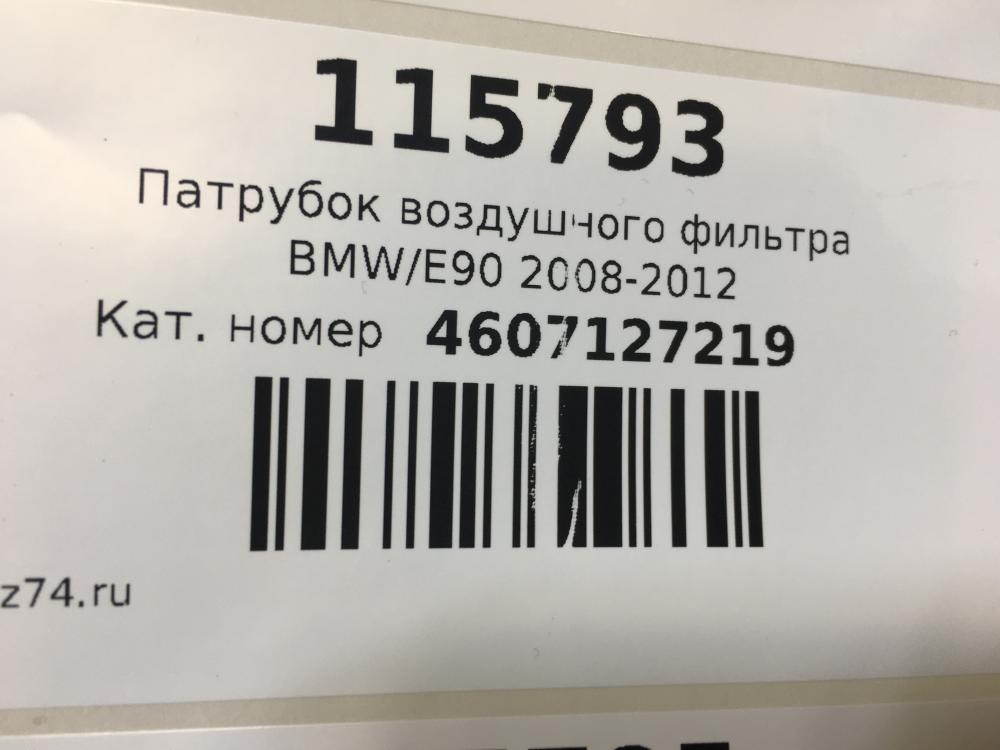 115793
Патрубок воздушного фильтра
BMW/E90 2008-2012
Кат. номер 4607127219
z74.ru